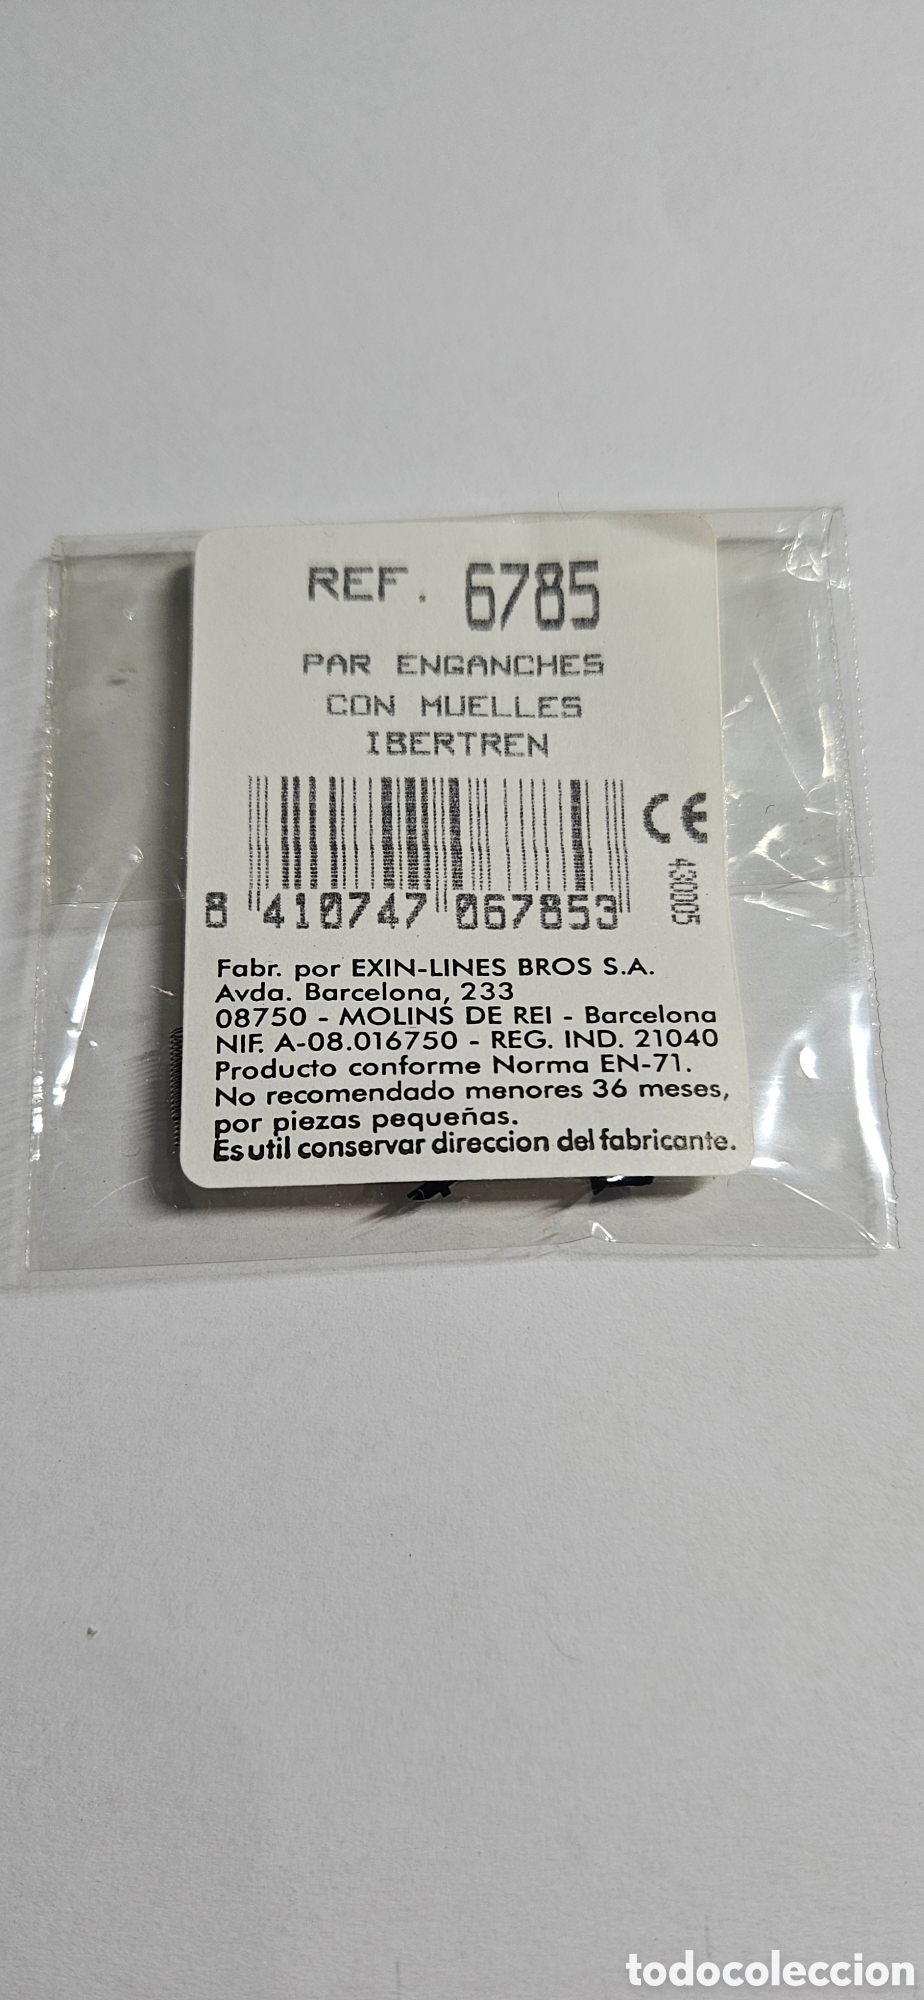 REF. 6785
PAR ENGANCHES
CON MUELLES
IBERTREN
CE
430005
8 410747 067853
Fabr. por EXIN-LINES BROS S.A.
Avda. Barcelona, 233
08750 - MOLINS DE REI - Barcelona
NIF. A-08.016750 - REG. IND. 21040
Producto conforme Norma EN-71.
No recomendado menores 36 meses,
por piezas pequeñas.
Es util conservar direccion del fabricante.
todocoleccion